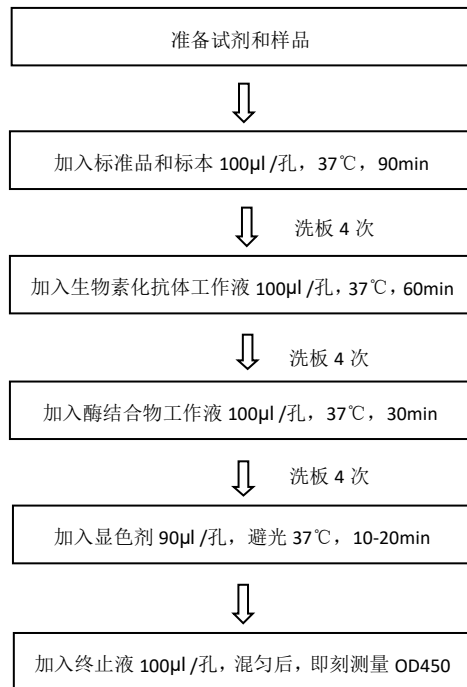 准备试剂和样品
加入标准品和标本 100μl /孔，37℃，90min
洗板 4 次
加入生物素化抗体工作液 100μl /孔，37℃，60min
洗板 4 次
加入酶结合物工作液 100μl /孔，37℃，30min
洗板 4 次
加入显色剂 90μl /孔，避光 37℃，10-20min
加入终止液 100μl /孔，混匀后，即刻测量 OD450